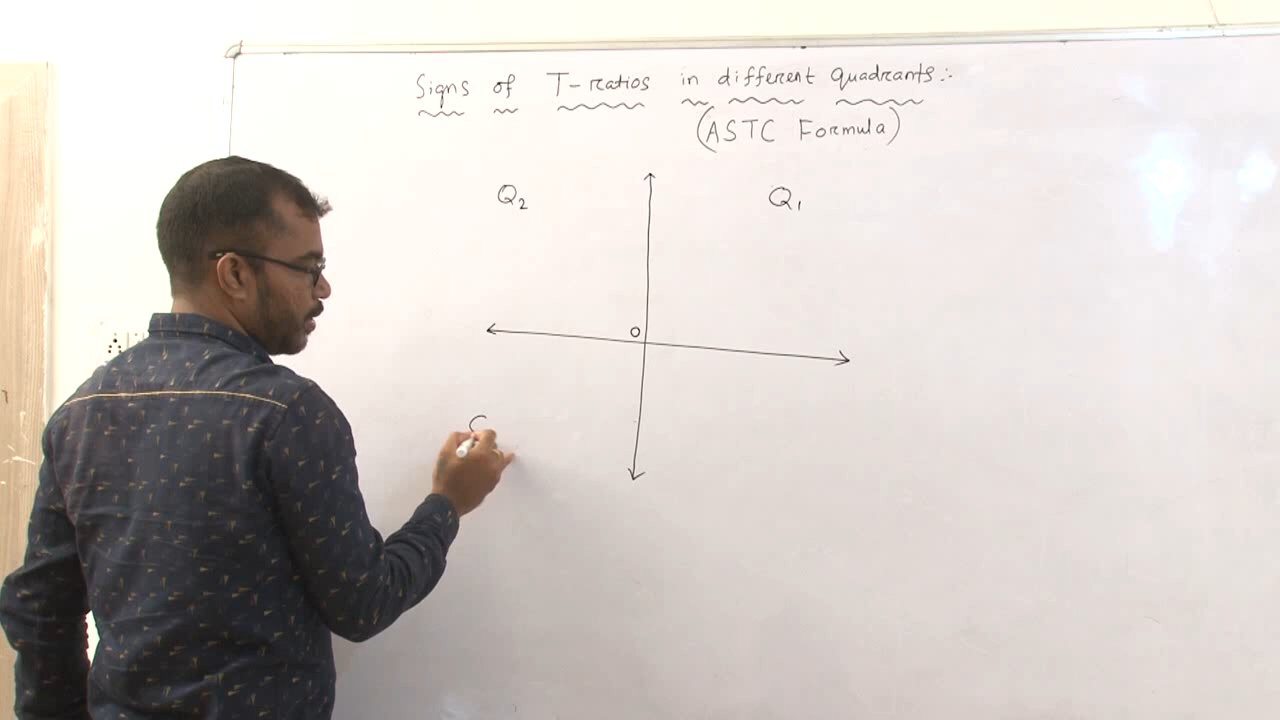 Signs of T-ratios in different quadrants:-
(ASTC Formula)
Q2 Q1
O